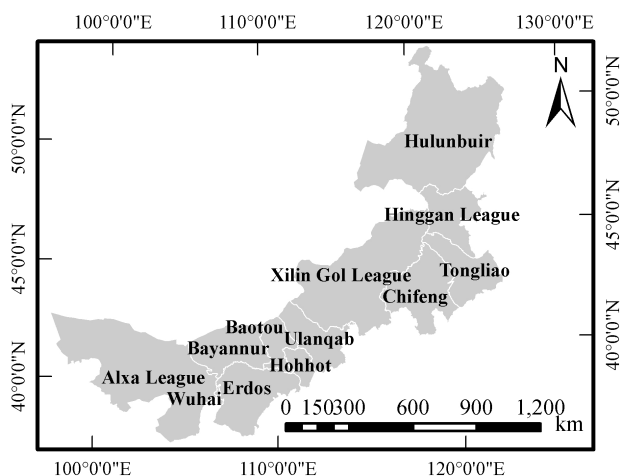 100°0'0"E 110°0'0"E 120°0'0"E 130°0'0"E
N
50°0'0"N
50°0'0"N
Hulunbuir
Hinggan League
45°0'0"N
45°0'0"N
Xilin Gol League
Tongliao
Chifeng
Baotou
Ulanqab
40°0'0"N
Bayannur
Hohhot
40°0'0"N
Alxa League
Erdos
Wuhai
0 150 300 600 900 1,200
km
100°0'0"E 110°0'0"E 120°0'0"E